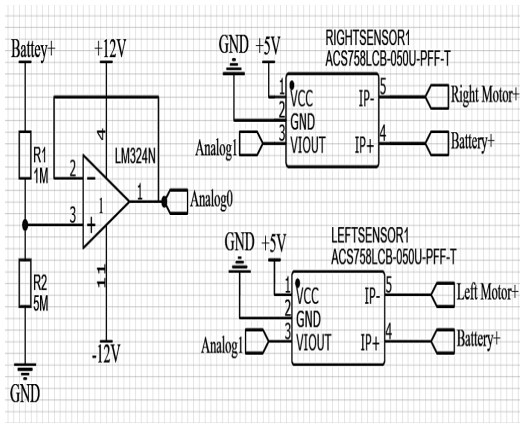 Battey+
+12V
4
LM324N
R1
1M
2
3
1
1
Analog0
R2
5M
11
-12V
GND
RIGHTSENSOR1
ACS758LCB-050U-PFF-T
GND
+5V
1
2
3
VCC
GND
VIOUT
IP-
IP+
5
4
Right Motor+
Battery+
Analog1
LEFTSENSOR1
ACS758LCB-050U-PFF-T
GND
+5V
1
2
3
VCC
GND
VIOUT
IP-
IP+
5
4
Left Motor+
Battery+
Analog1